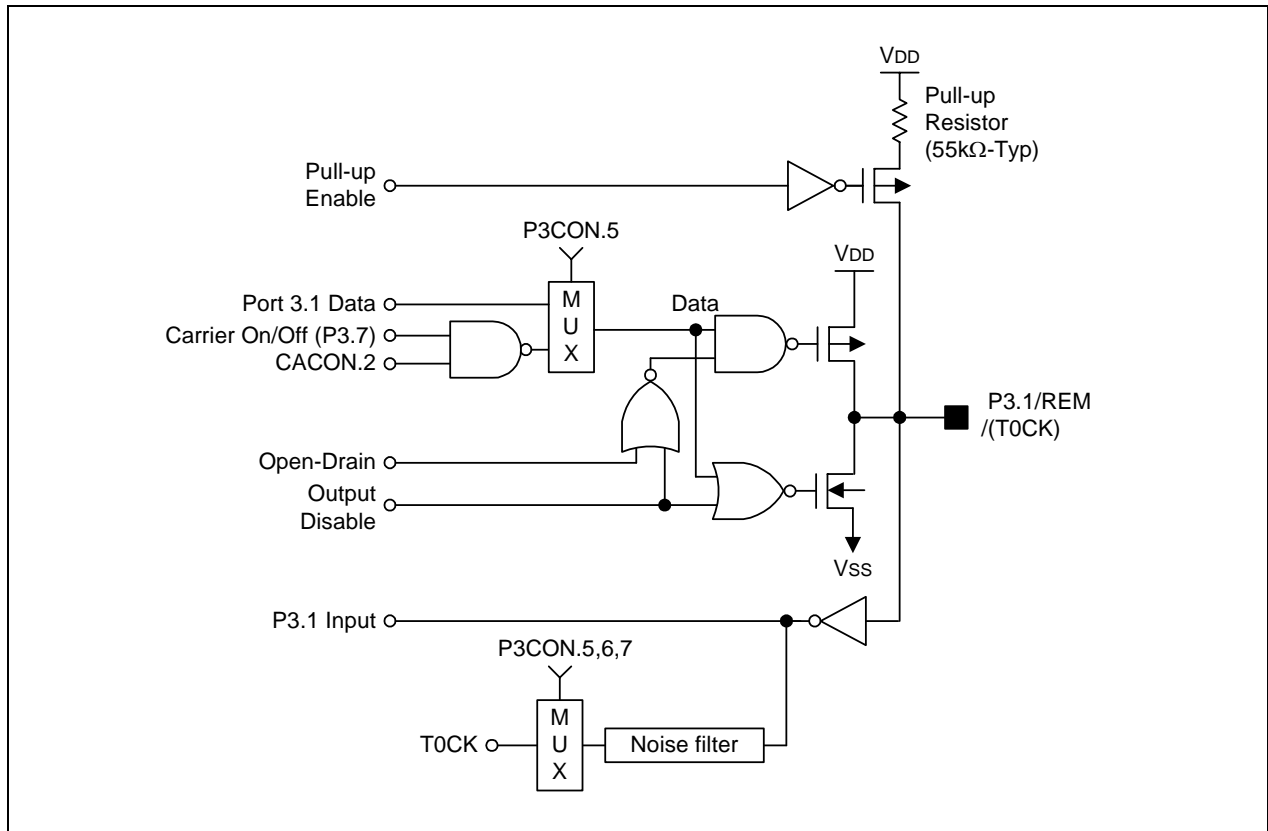 VDD
Pull-up
Resistor
(55kΩ-Typ)
Pull-up
Enable
P3CON.5
VDD
Port 3.1 Data
M
U
X
Data
Carrier On/Off (P3.7)
CACON.2
P3.1/REM
/(T0CK)
Open-Drain
Output
Disable
VSS
P3.1 Input
P3CON.5,6,7
M
U
X
T0CK
Noise filter